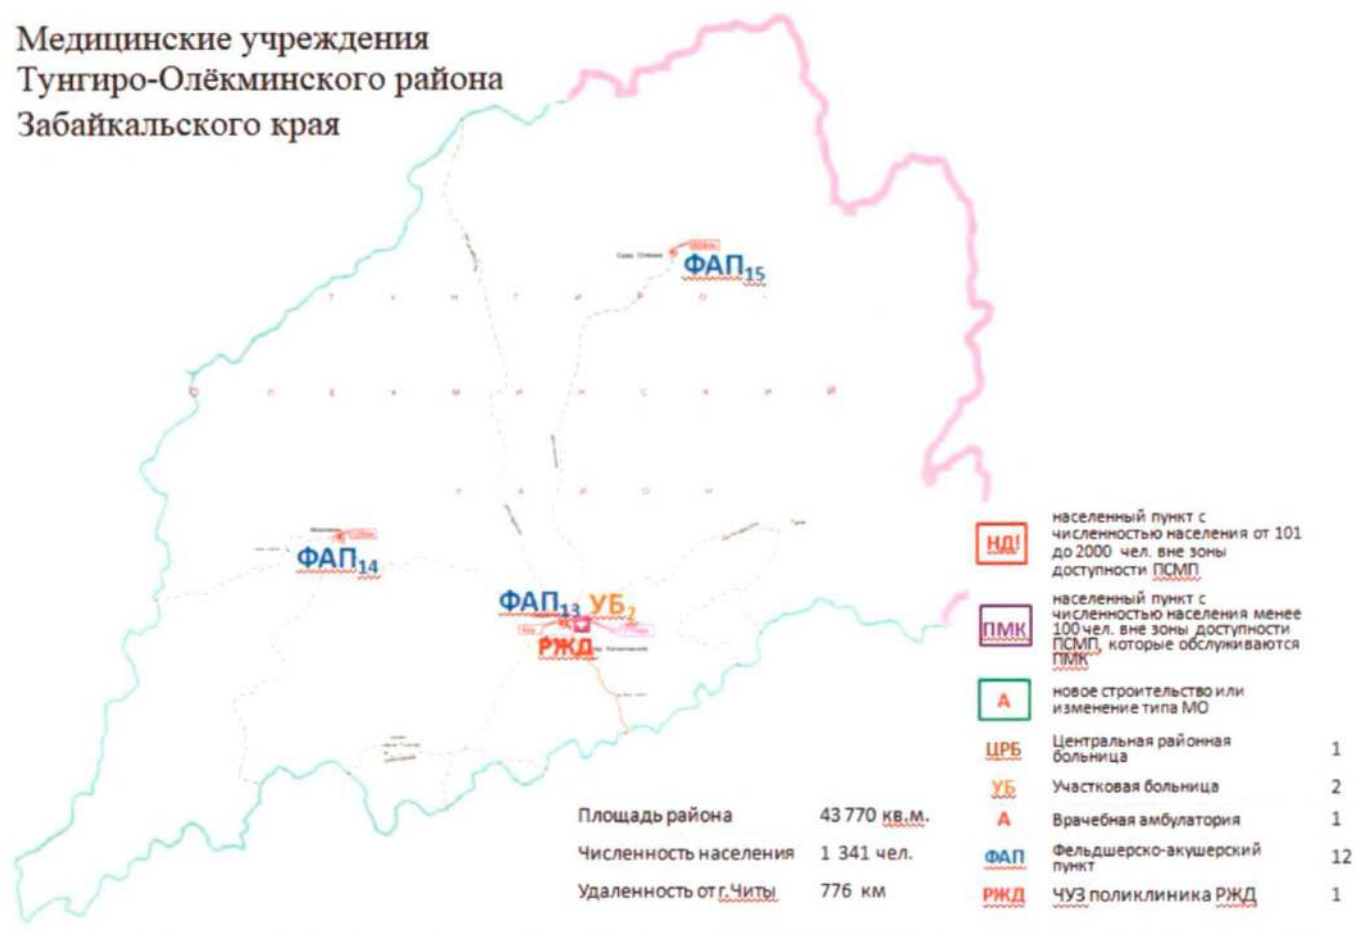 Медицинские учреждения
Тунгиро-Олёкминского района
Забайкальского края
ФАП15
Т У Н Г И Р О
О Л Е К М И Н С К И Й
Р А Й О Н
ФАП14
ФАП13 УБ2
РЖД
НД!
населенный пункт с
численностью населения от 101
до 2000 чел. вне зоны
доступности ПСМП
ПМК
населенный пункт с
численностью населения менее
100 чел. вне зоны доступности
ПСМП, которые обслуживаются
ПМК
А
новое строительство или
изменение типа МО
ЦРБ Центральная районная
больница 1
УБ Участковая больница 2
А Врачебная амбулатория 1
ФАП Фельдшерско-акушерский
пункт 12
РЖД ЧУЗ поликлиника РЖД 1
Площадь района 43 770 кв.м.
Численность населения 1 341 чел.
Удаленность от г.Читы 776 км